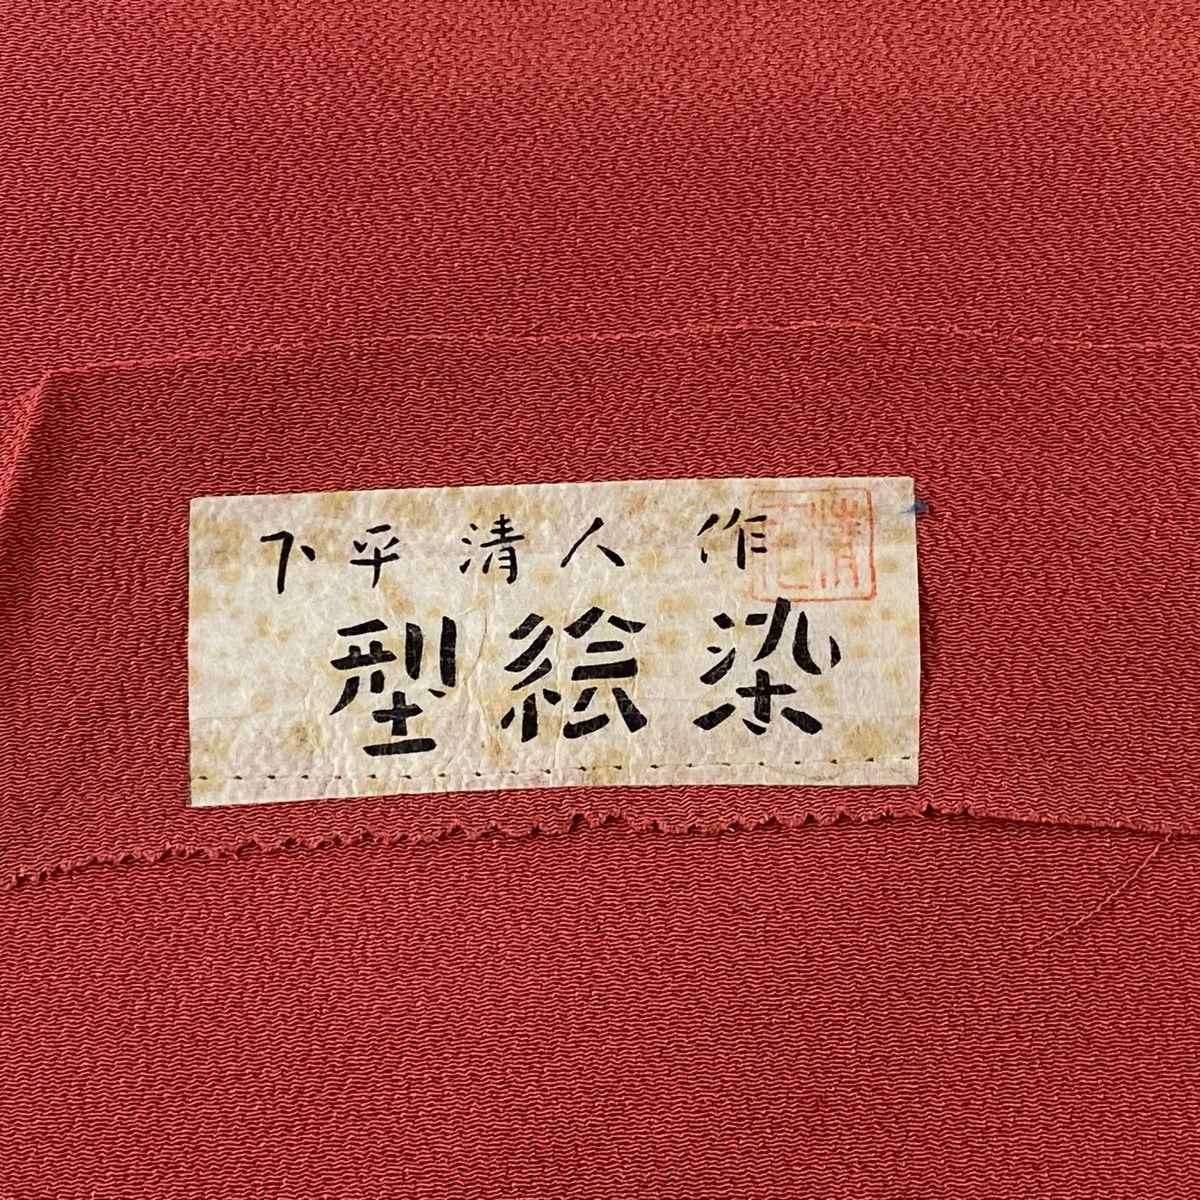 下平清人 作
型絵染